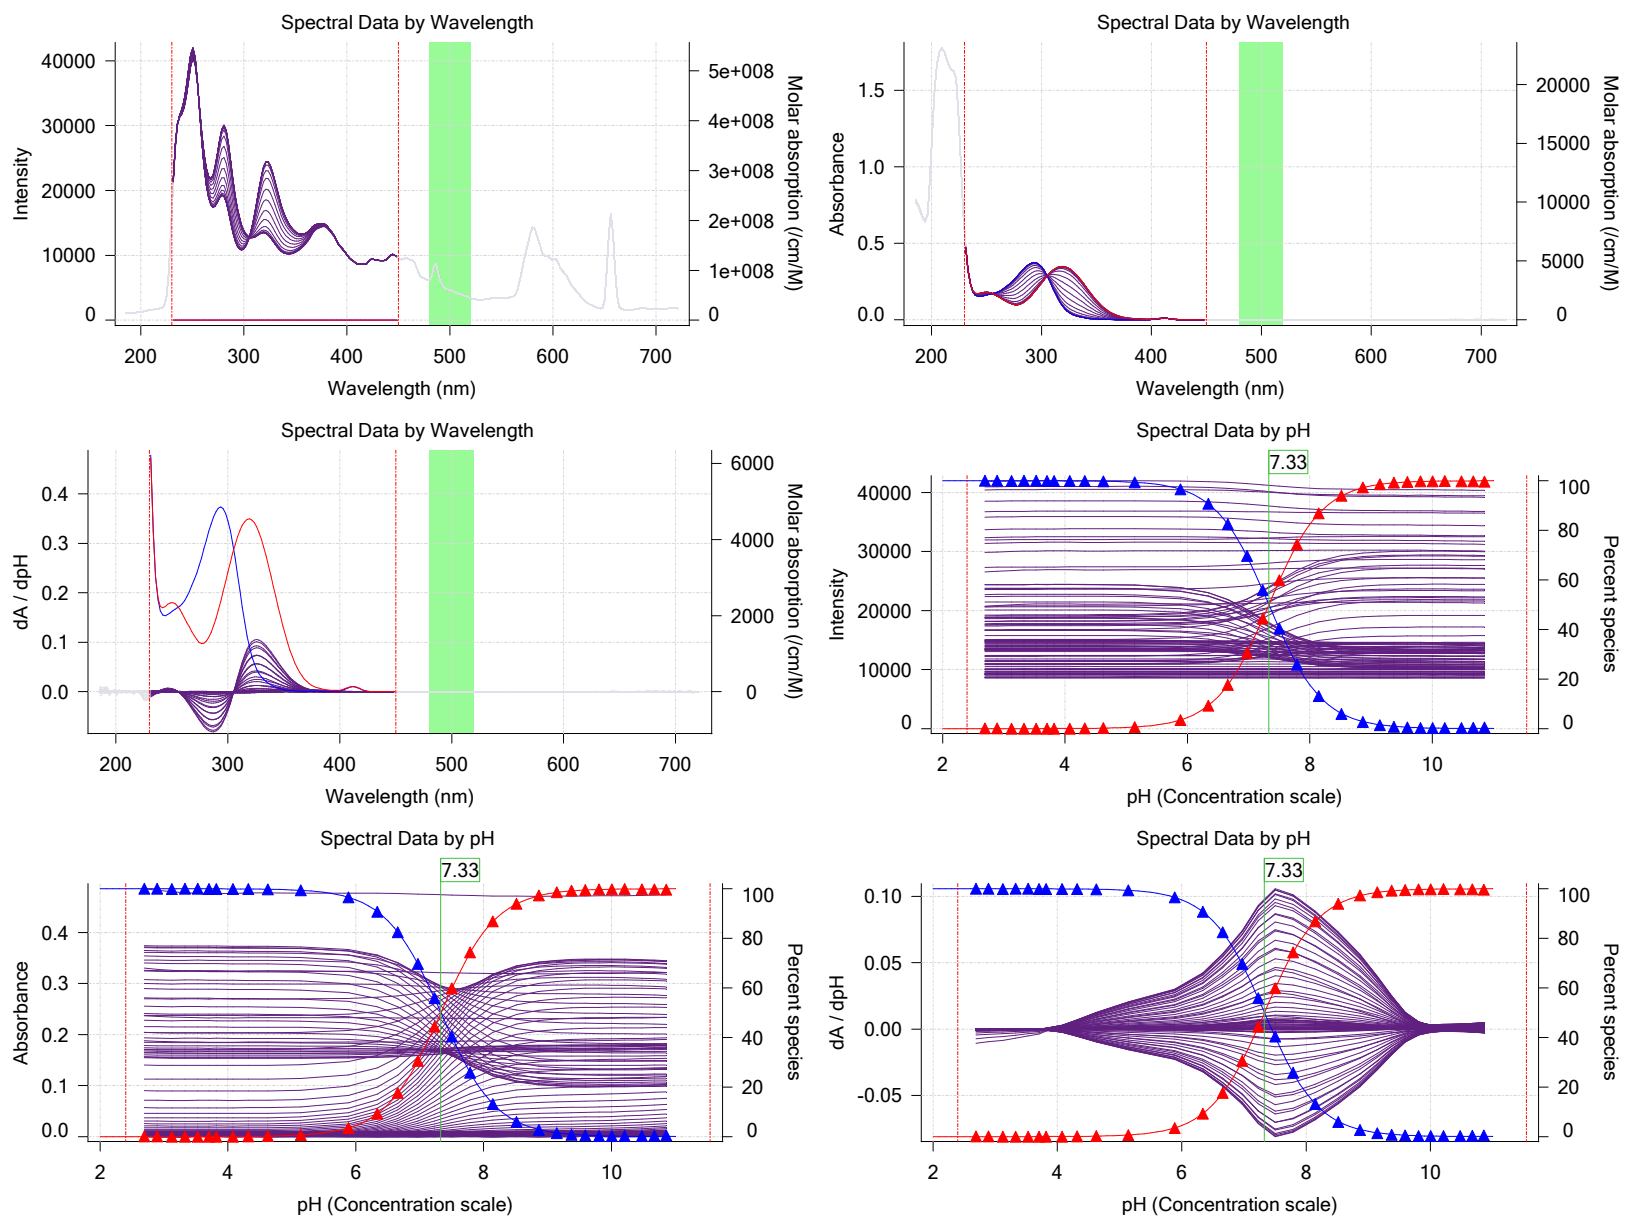 Spectral Data by Wavelength
Intensity
40000
30000
20000
10000
0
5e+008
4e+008
3e+008
2e+008
1e+008
0
Molar absorption (/cm/M)
200 300 400 500 600 700
Wavelength (nm)
Spectral Data by Wavelength
Absorbance
1.5
1.0
0.5
0.0
20000
15000
10000
5000
0
Molar absorption (/cm/M)
200 300 400 500 600 700
Wavelength (nm)
Spectral Data by Wavelength
dA / dpH
0.4
0.3
0.2
0.1
0.0
6000
4000
2000
0
Molar absorption (/cm/M)
200 300 400 500 600 700
Wavelength (nm)
Spectral Data by pH
7.33
Intensity
40000
30000
20000
10000
0
100
80
60
40
20
0
Percent species
2 4 6 8 10
pH (Concentration scale)
Spectral Data by pH
7.33
Absorbance
0.4
0.3
0.2
0.1
0.0
100
80
60
40
20
0
Percent species
2 4 6 8 10
pH (Concentration scale)
Spectral Data by pH
7.33
dA / dpH
0.10
0.05
0.00
-0.05
100
80
60
40
20
0
Percent species
2 4 6 8 10
pH (Concentration scale)